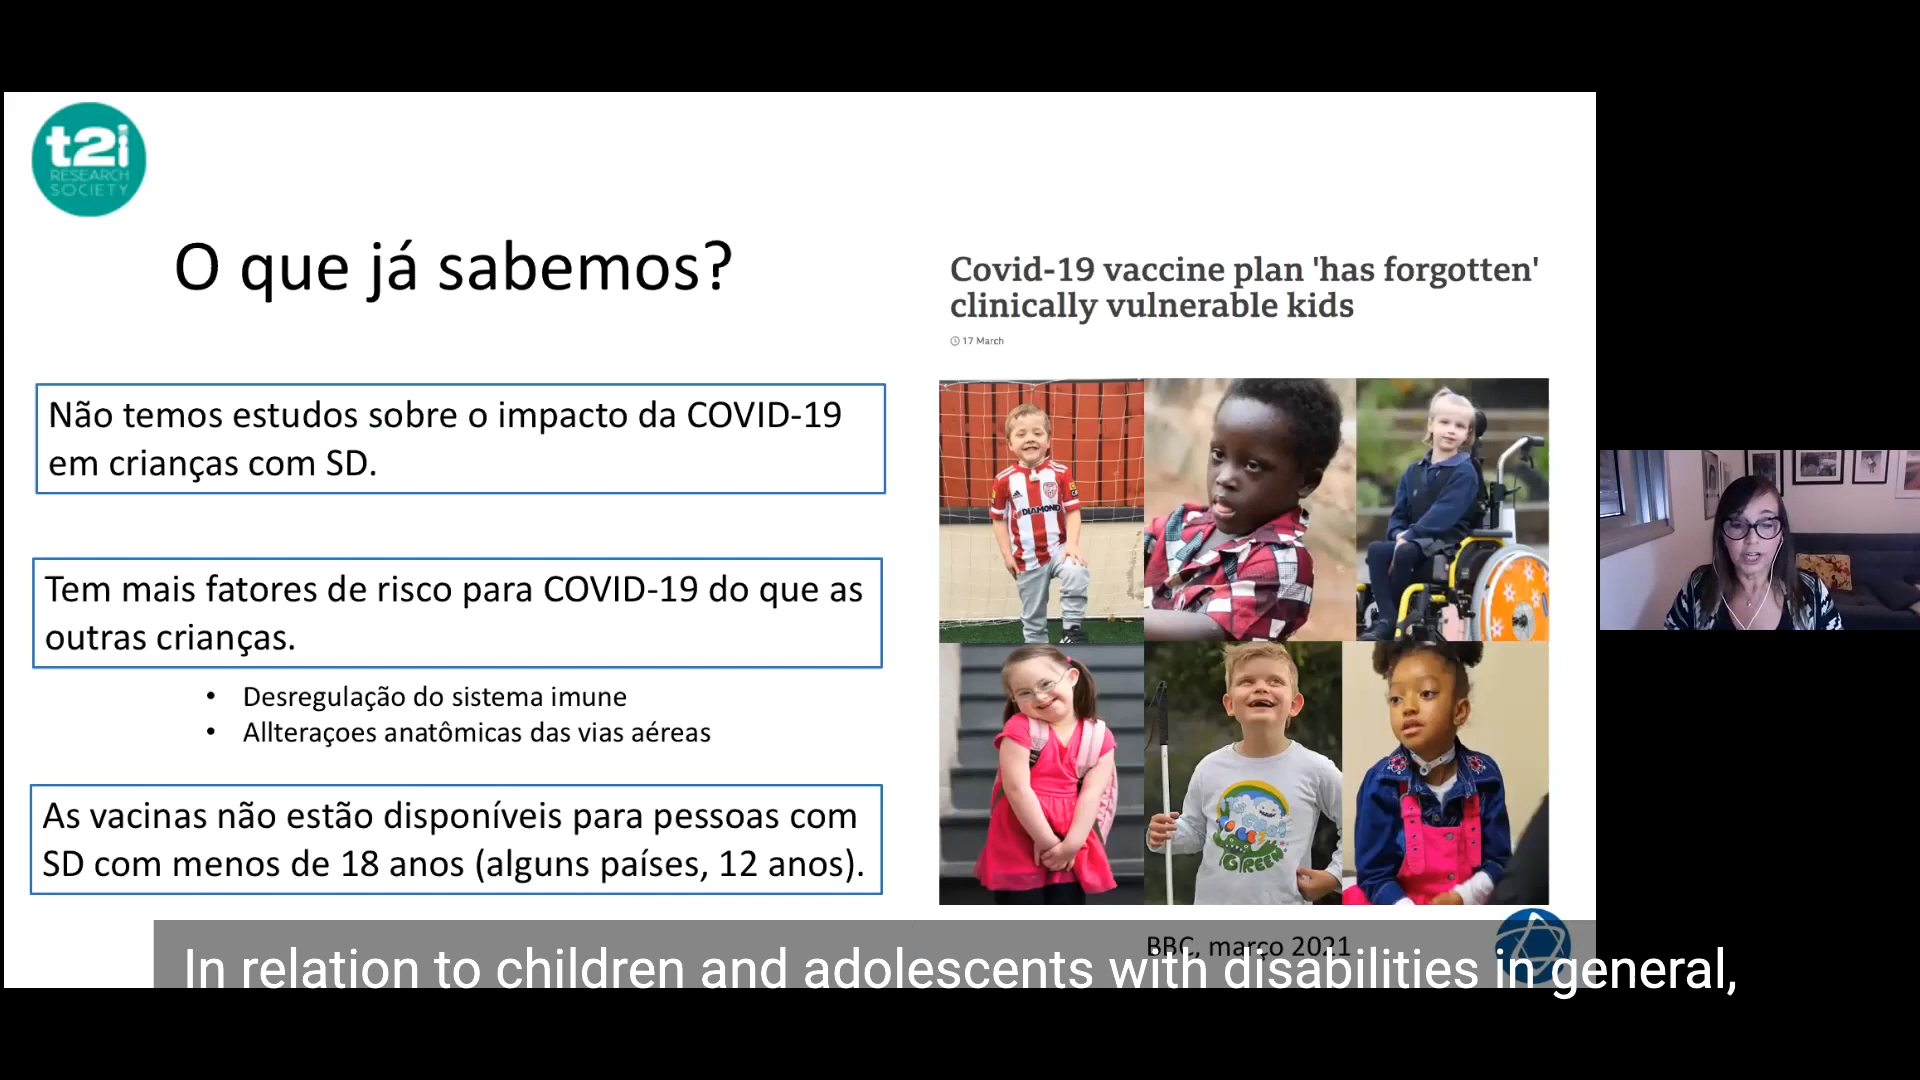 t2i
RESEARCH
SOCIETY
O que já sabemos?
Não temos estudos sobre o impacto da COVID-19
em crianças com SD.
Tem mais fatores de risco para COVID-19 do que as
outras crianças.
• Desregulação do sistema imune
• Allteraçoes anatômicas das vias aéreas
As vacinas não estão disponíveis para pessoas com
SD com menos de 18 anos (alguns países, 12 anos).
Covid-19 vaccine plan 'has forgotten'
clinically vulnerable kids
17 March
DIAMOND
GREEN
BBC, março 2021
In relation to children and adolescents with disabilities in general,